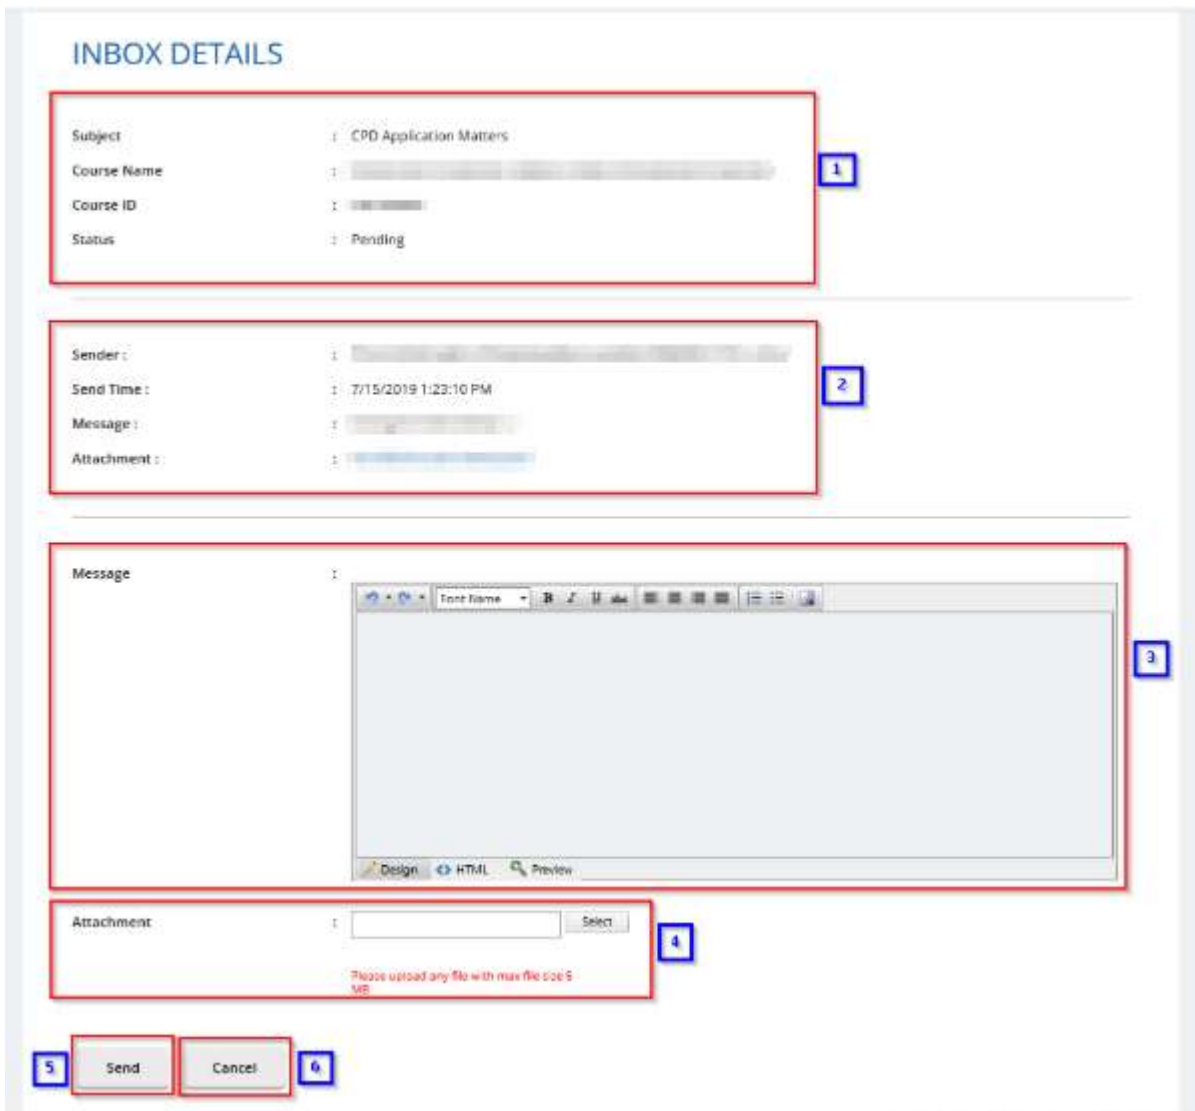 INBOX DETAILS
Subject : CPD Application Matters
1
Course Name :
Course ID :
Status : Pending
Sender : :
Send Time : : 7/15/2019 1:23:10 PM
2
Message : :
Attachment : :
Message :
Font Name B I U abc
3
Design HTML Preview
Attachment : Select
4
Please upload any file with max file size 5
MB
5 Send Cancel 6